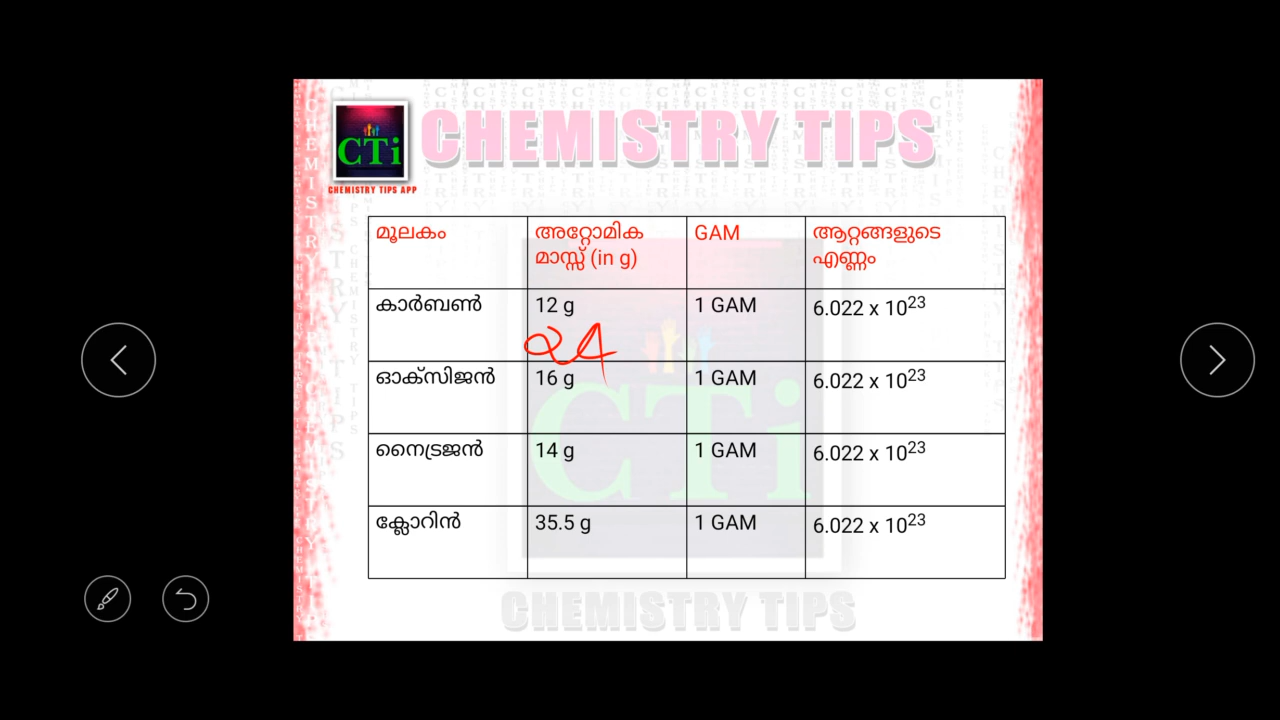 CTi
CHEMISTRY TIPS APP
CHEMISTRY TIPS
മൂലകം അറ്റോമിക മാസ്സ് (in g) GAM ആറ്റങ്ങളുടെ എണ്ണം
കാർബൺ 12 g 1 GAM 6.022 x 10²³
24
ഓക്സിജൻ 16 g 1 GAM 6.022 x 10²³
നൈട്രജൻ 14 g 1 GAM 6.022 x 10²³
ക്ലോറിൻ 35.5 g 1 GAM 6.022 x 10²³
CTi
CHEMISTRY TIPS